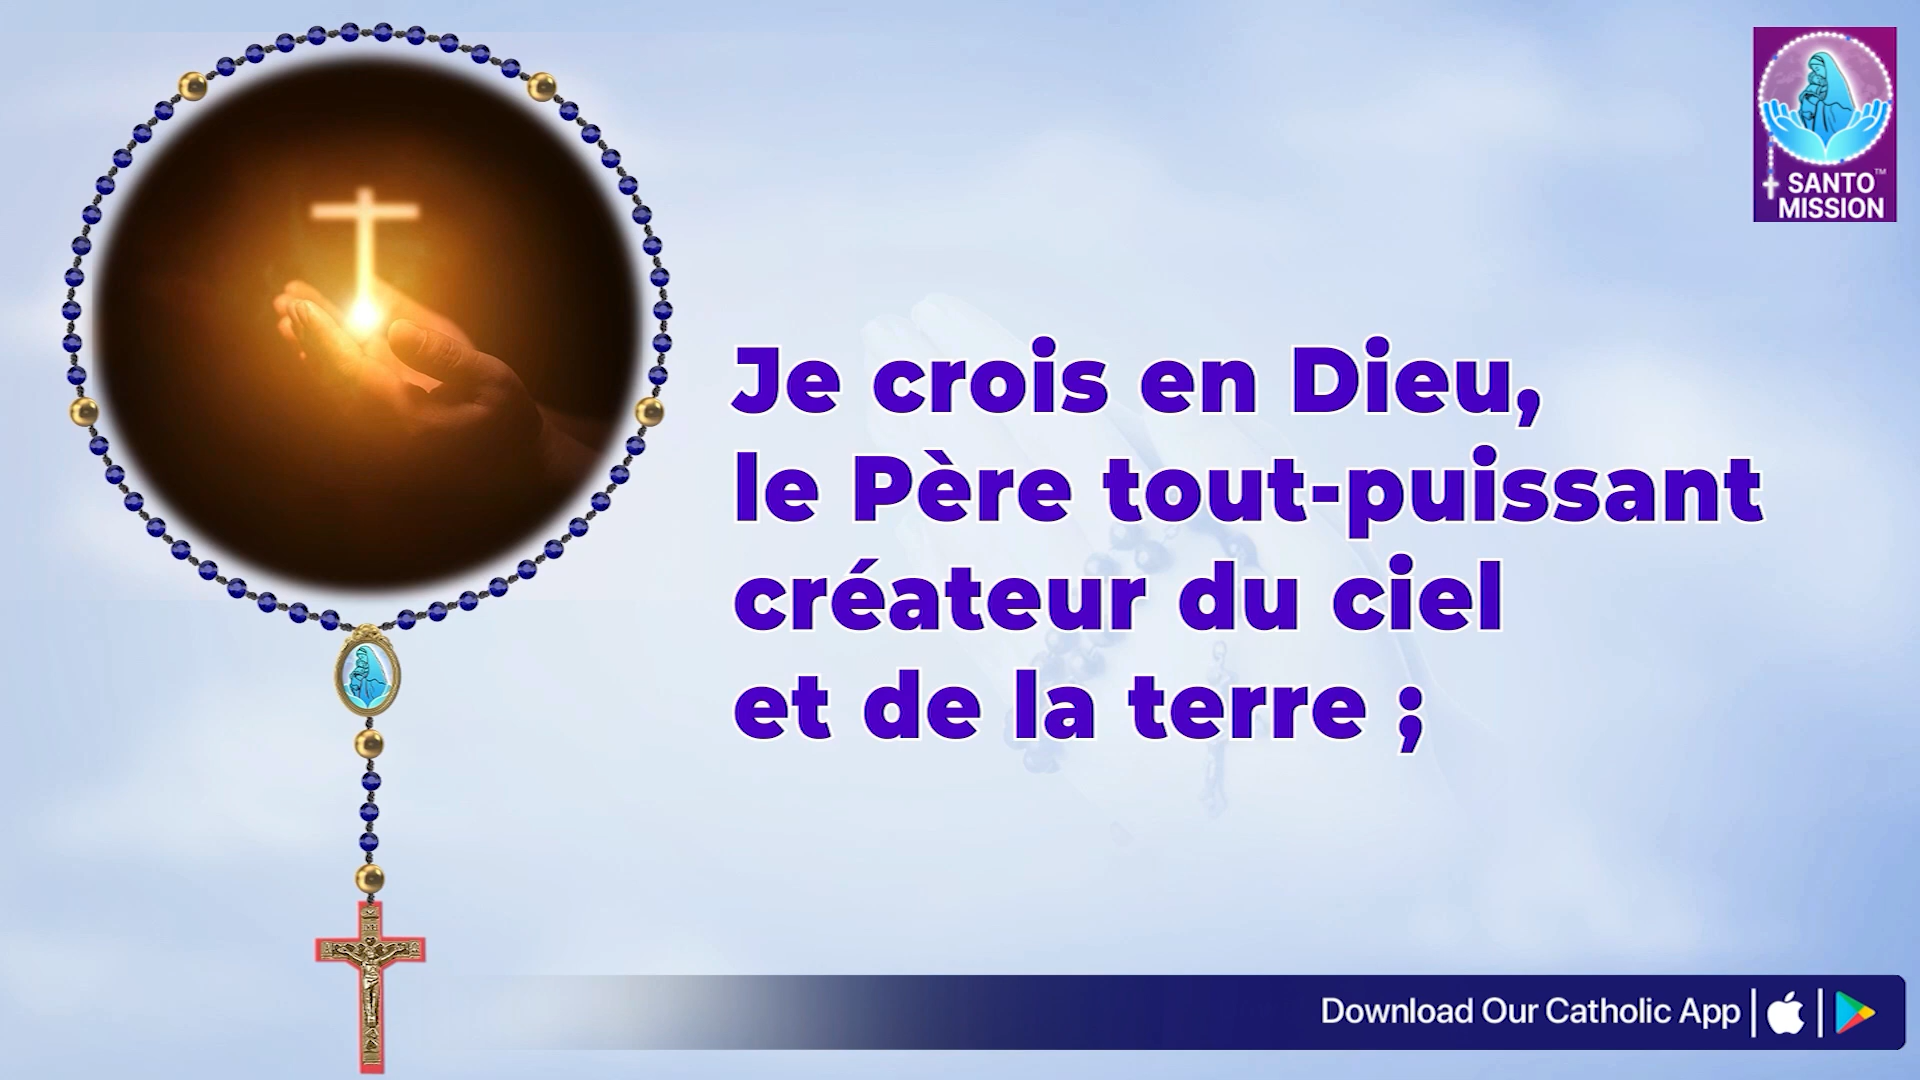 SANTO™
MISSION
Je crois en Dieu,
le Père tout-puissant
créateur du ciel
et de la terre ;
Download Our Catholic App